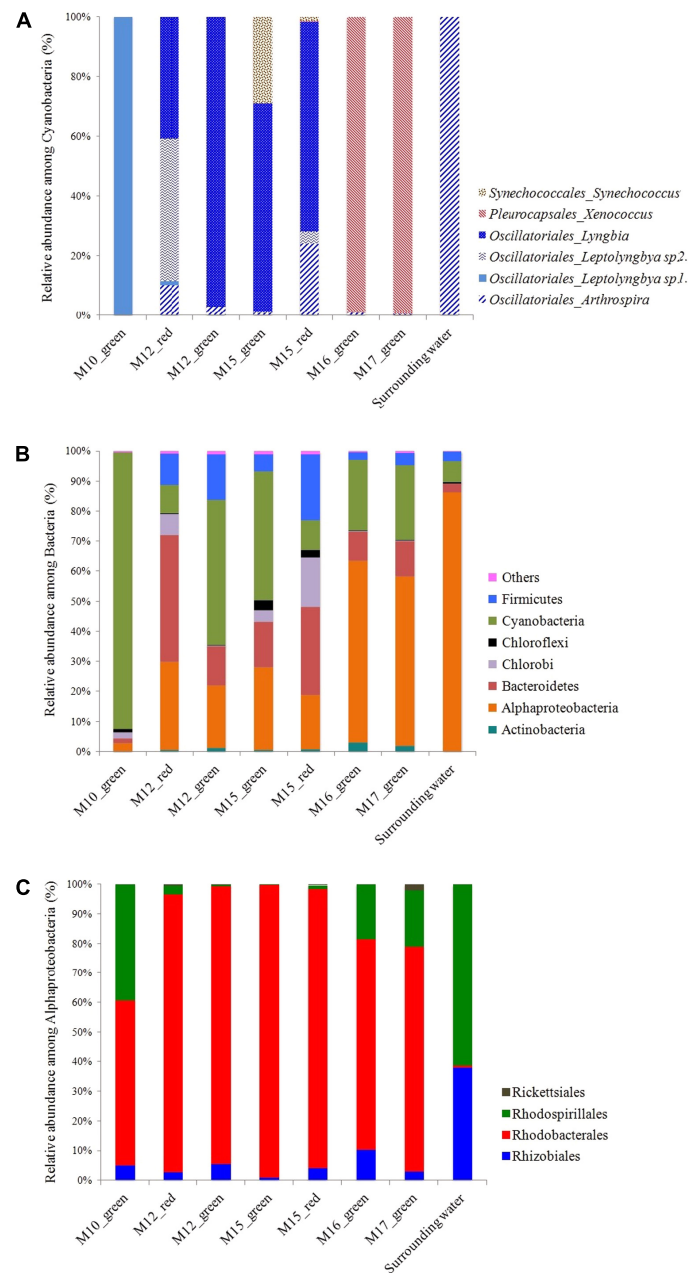 A
Relative abundance among Cyanobacteria (%)
100%
80%
60%
40%
20%
0%
Synechococcales_Synechococcus
Pleurocapsales_Xenococcus
Oscillatoriales_Lyngbia
Oscillatoriales_Leptolyngbya sp2.
Oscillatoriales_Leptolyngbya sp1.
Oscillatoriales_Arthrospira
M10_green
M12_red
M12_green
M15_green
M15_red
M16_green
M17_green
Surrounding water
B
Relative abundance among Bacteria (%)
100%
90%
80%
70%
60%
50%
40%
30%
20%
10%
0%
Others
Firmicutes
Cyanobacteria
Chloroflexi
Chlorobi
Bacteroidetes
Alphaproteobacteria
Actinobacteria
M10_green
M12_red
M12_green
M15_green
M15_red
M16_green
M17_green
Surrounding water
C
Relative abundance among Alphaproteobacteria (%)
100%
90%
80%
70%
60%
50%
40%
30%
20%
10%
0%
Rickettsiales
Rhodospirillales
Rhodobacterales
Rhizobiales
M10_green
M12_red
M12_green
M15_green
M15_red
M16_green
M17_green
Surrounding water